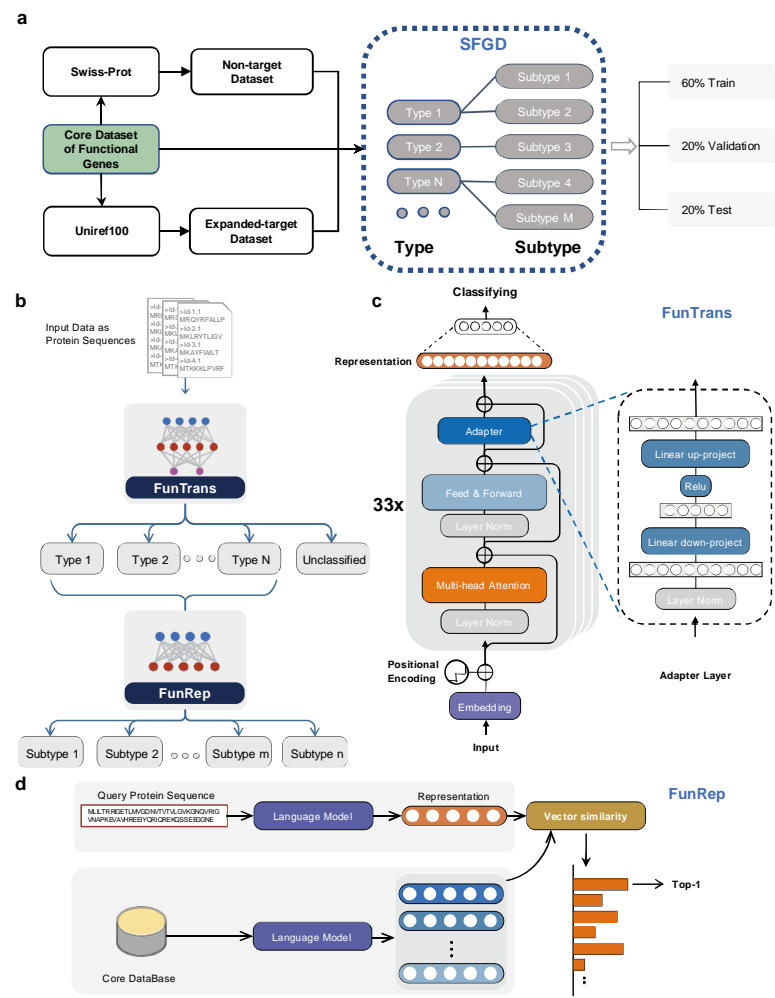 a
SFGD
Swiss-Prot
Non-target
Dataset
Core Dataset
of Functional
Genes
Uniref100
Expanded-target
Dataset
Type 1
Type 2
Type N
Subtype 1
Subtype 2
Subtype 3
Subtype 4
Subtype M
Type
Subtype
60% Train
20% Validation
20% Test
b
Input Data as
Protein Sequences
>Id-1.1
MRQYRFALLP
>Id-2.1
MKLRYTLIGV
>Id-3.1
MKAYFIAILT
>Id-4.1
MTKKKLPVRF
FunTrans
Type 1
Type 2
Type N
Unclassified
FunRep
Subtype 1
Subtype 2
Subtype m
Subtype n
c
Classifying
FunTrans
Representation
Adapter
33x
Feed & Forward
Layer Norm
Multi-head Attention
Layer Norm
Positional
Encoding
Embedding
Input
Linear up-project
Relu
Linear down-project
Layer Norm
Adapter Layer
d
FunRep
Query Protein Sequence
Language Model
Representation
Vector similarity
Top-1
Core DataBase
Language Model